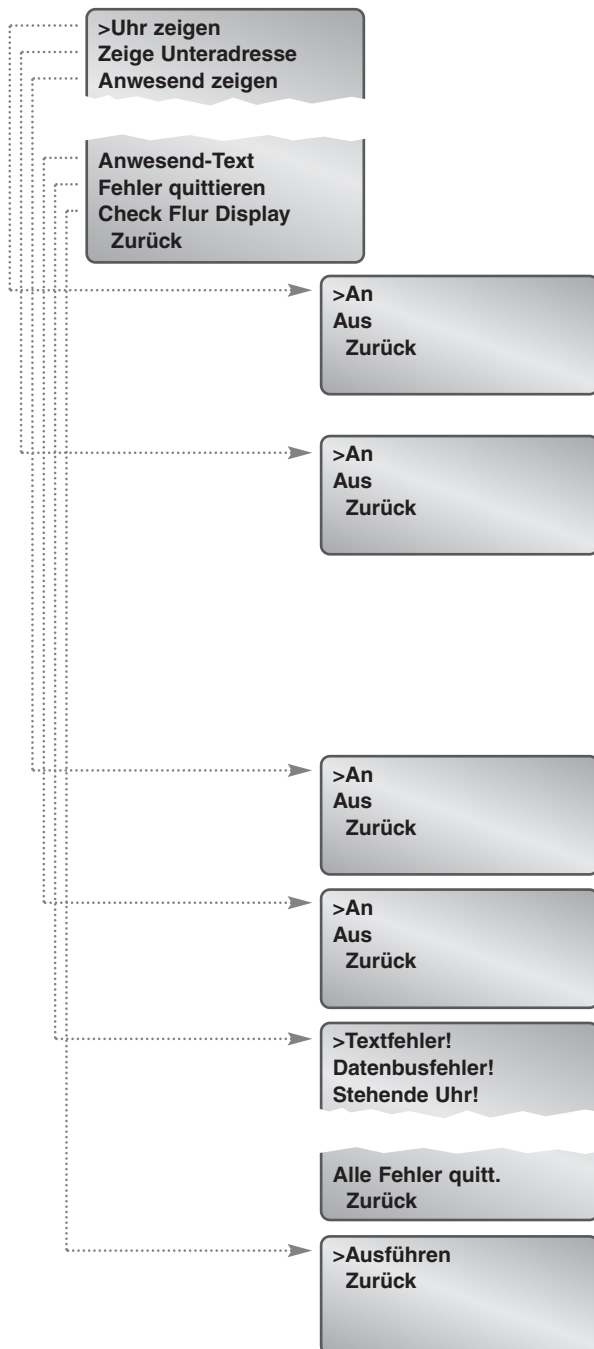 >Uhr zeigen
Zeige Unteradresse
Anwesend zeigen
Anwesend-Text
Fehler quittieren
Check Flur Display
Zurück
>An
Aus
Zurück
>An
Aus
Zurück
>An
Aus
Zurück
>An
Aus
Zurück
>Textfehler!
Datenbusfehler!
Stehende Uhr!
Alle Fehler quitt.
Zurück
>Ausführen
Zurück